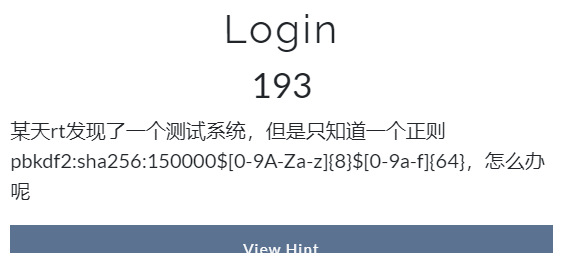 Login
193
某天rt发现了一个测试系统，但是只知道一个正则
pbkdf2:sha256:150000$[0-9A-Za-z]{8}$[0-9a-f]{64}，怎么办
呢
View Hint